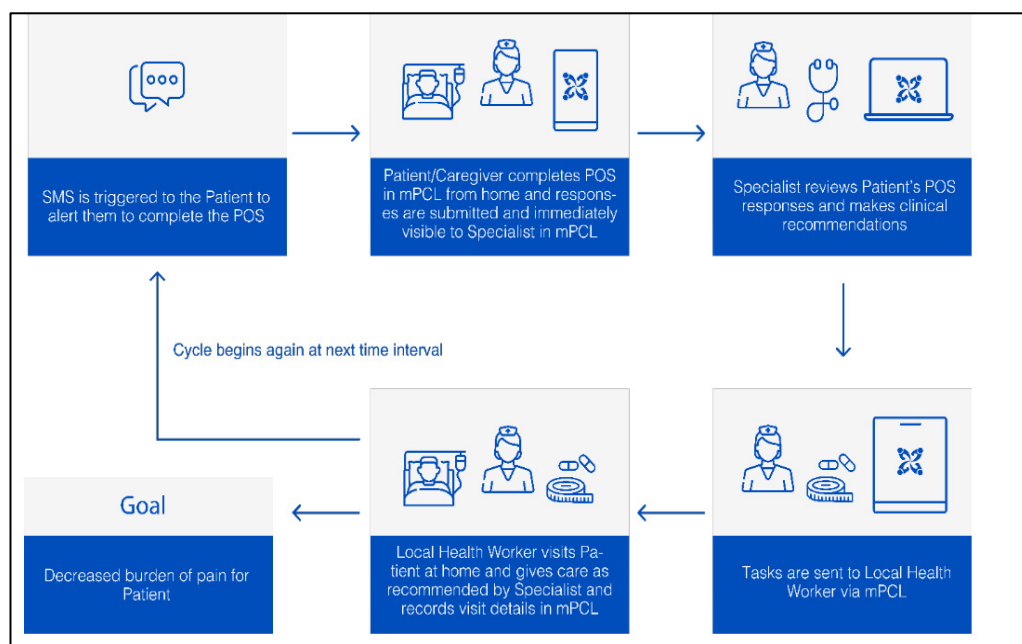 SMS is triggered to the Patient to
alert them to complete the POS
Patient/Caregiver completes POS
in mPCL from home and respons-
es are submitted and immediately
visible to Specialist in mPCL
Specialist reviews Patient's POS
responses and makes clinical
recommendations
Cycle begins again at next time interval
Goal
Decreased burden of pain for
Patient
Local Health Worker visits Pa-
tient at home and gives care as
recommended by Specialist and
records visit details in mPCL
Tasks are sent to Local Health
Worker via mPCL